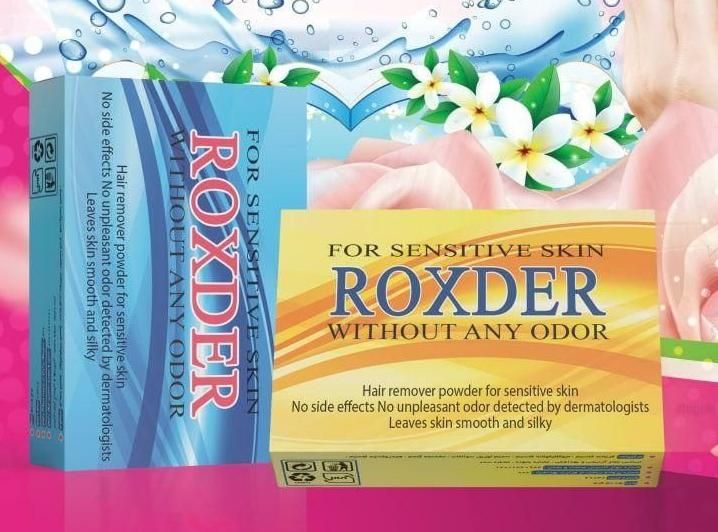 FOR SENSITIVE SKIN
ROXDER
WITHOUT ANY ODOR
Hair remover powder for sensitive skin
No side effects No unpleasant odor detected by dermatologists
Leaves skin smooth and silky
FOR SENSITIVE SKIN
ROXDER
WITHOUT ANY ODOR
Hair remover powder for sensitive skin
No side effects No unpleasant odor detected by dermatologists
Leaves skin smooth and silky